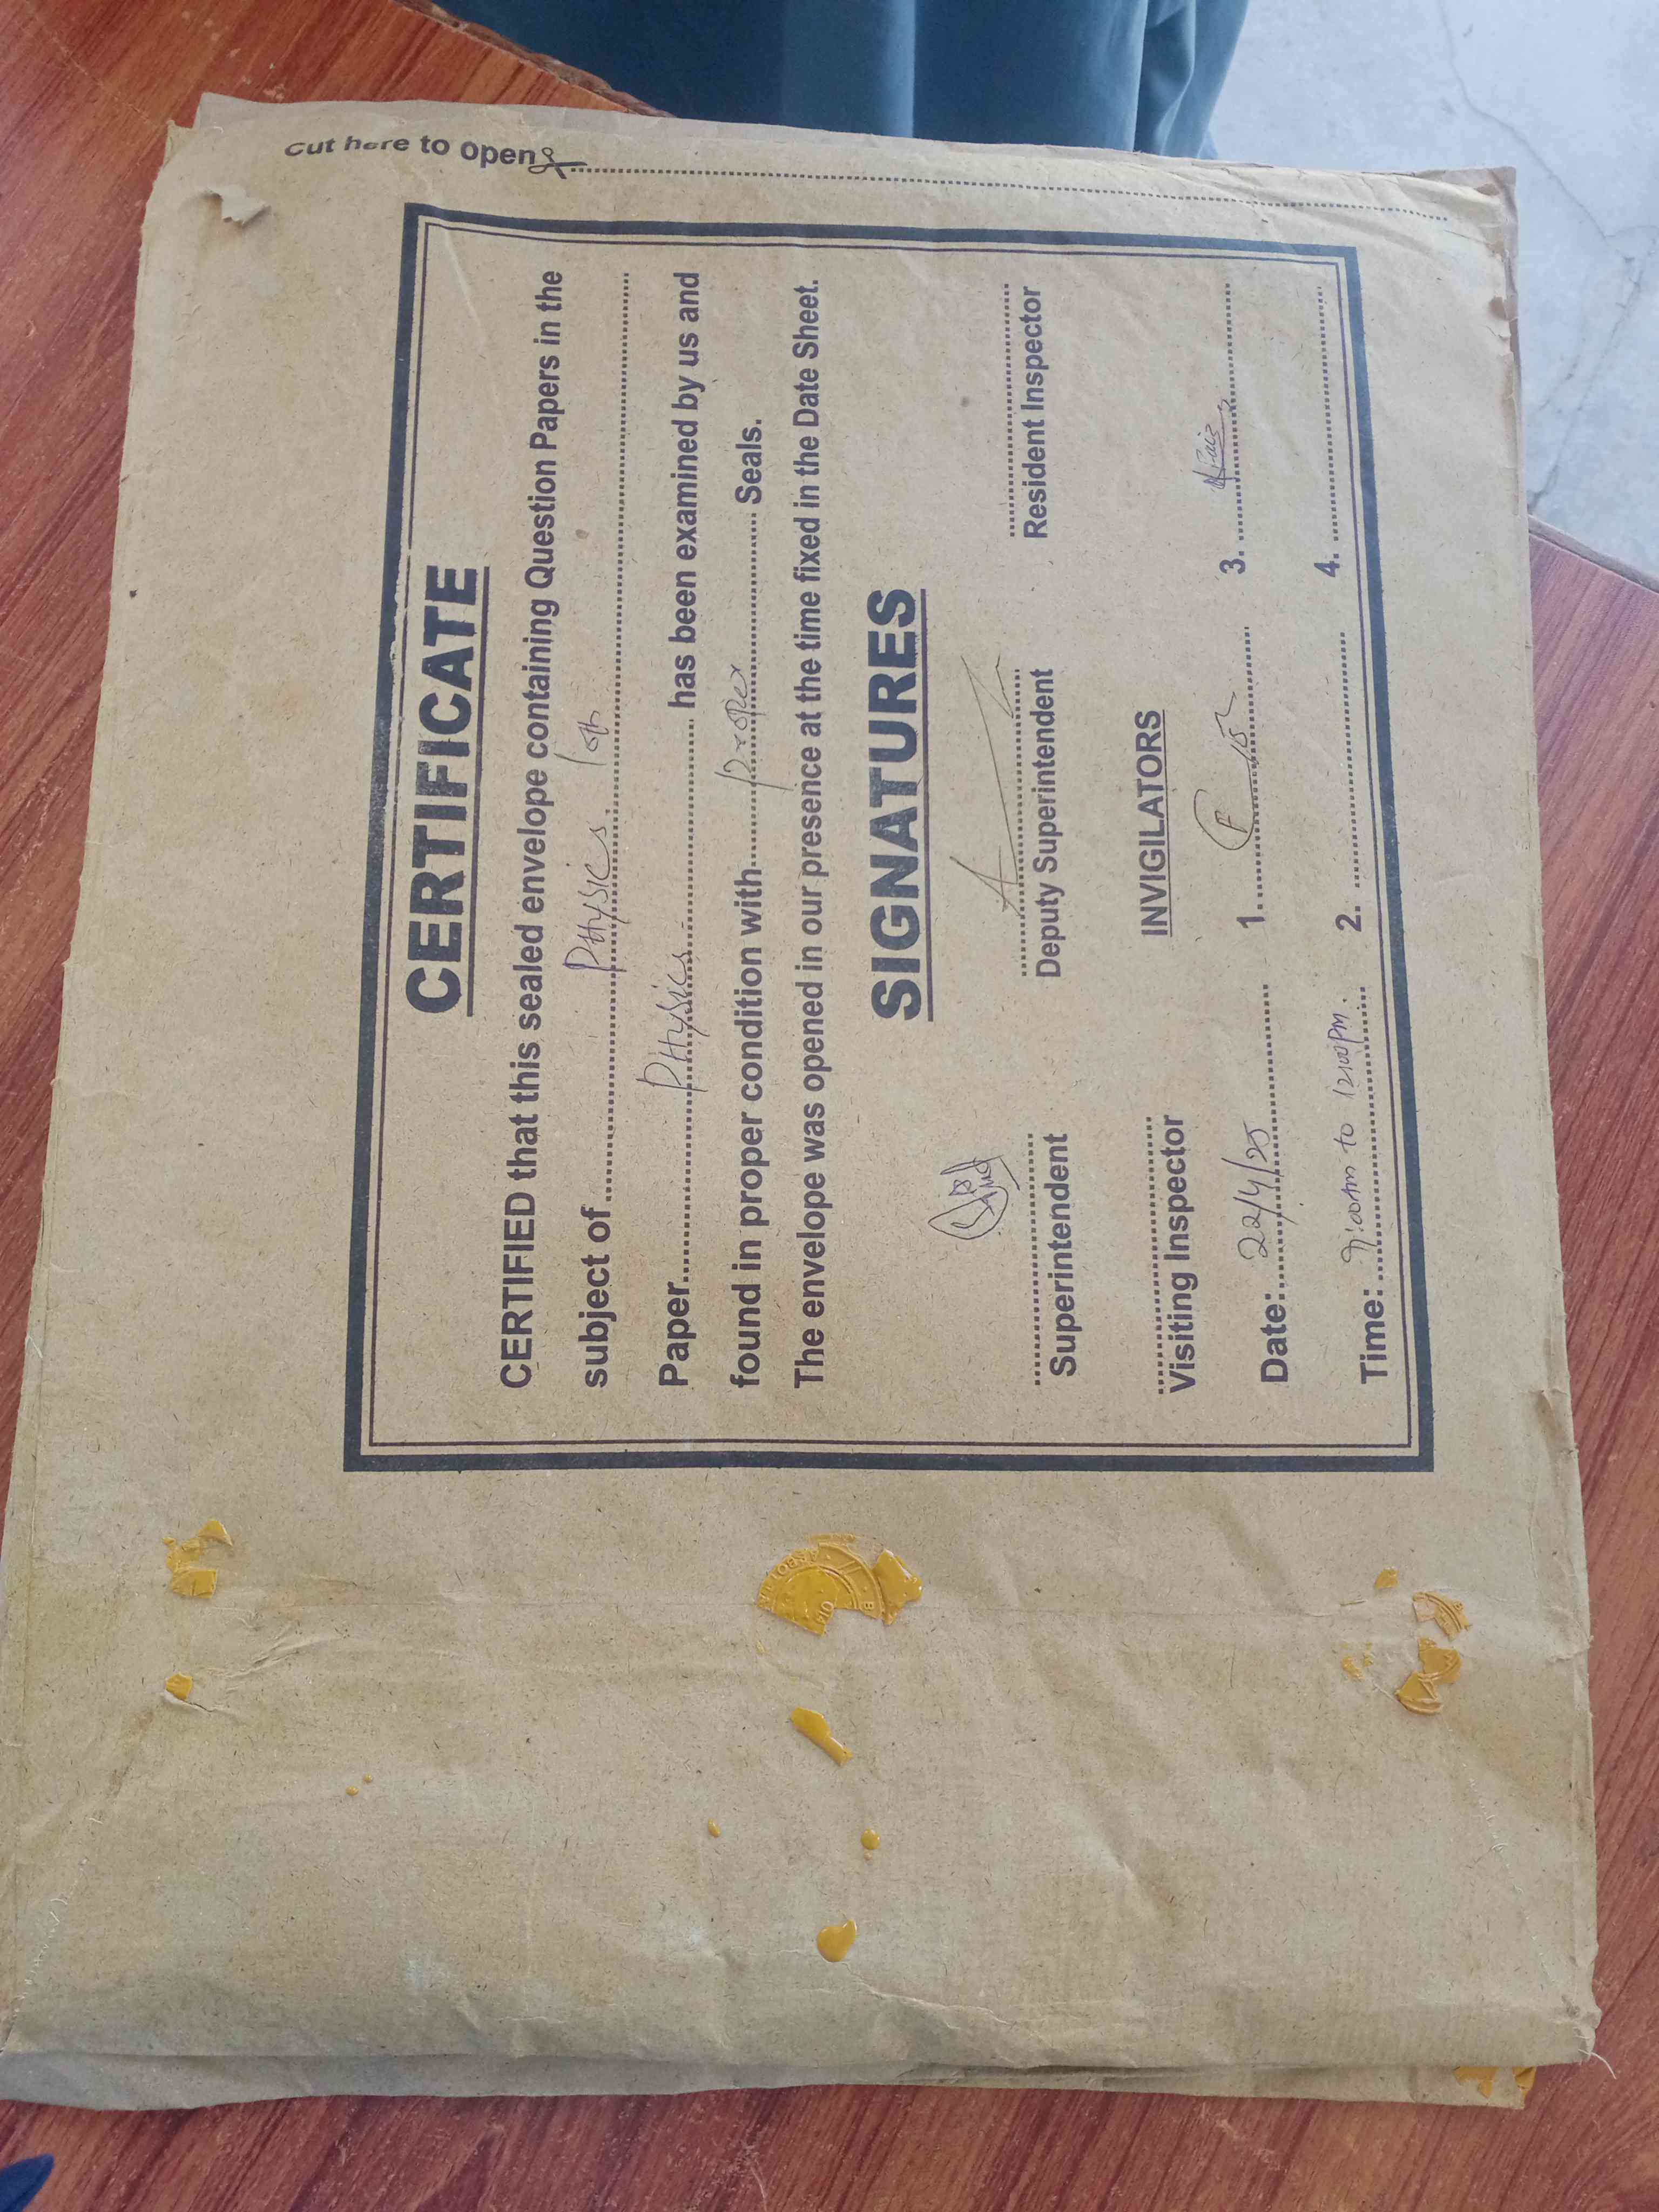 Cut here to open
CERTIFICATE
CERTIFIED that this sealed envelope containing Question Papers in the
subject of PHysics 10th
Paper PHysics has been examined by us and
found in proper condition with proper Seals.
The envelope was opened in our presence at the time fixed in the Date Sheet.
SIGNATURES
Superintendent Deputy Superintendent Resident Inspector
Visiting Inspector INVIGILATORS
Date: 22/4/25 1. 3.
Time: 9:00Am to 12:00Pm. 2. 4.